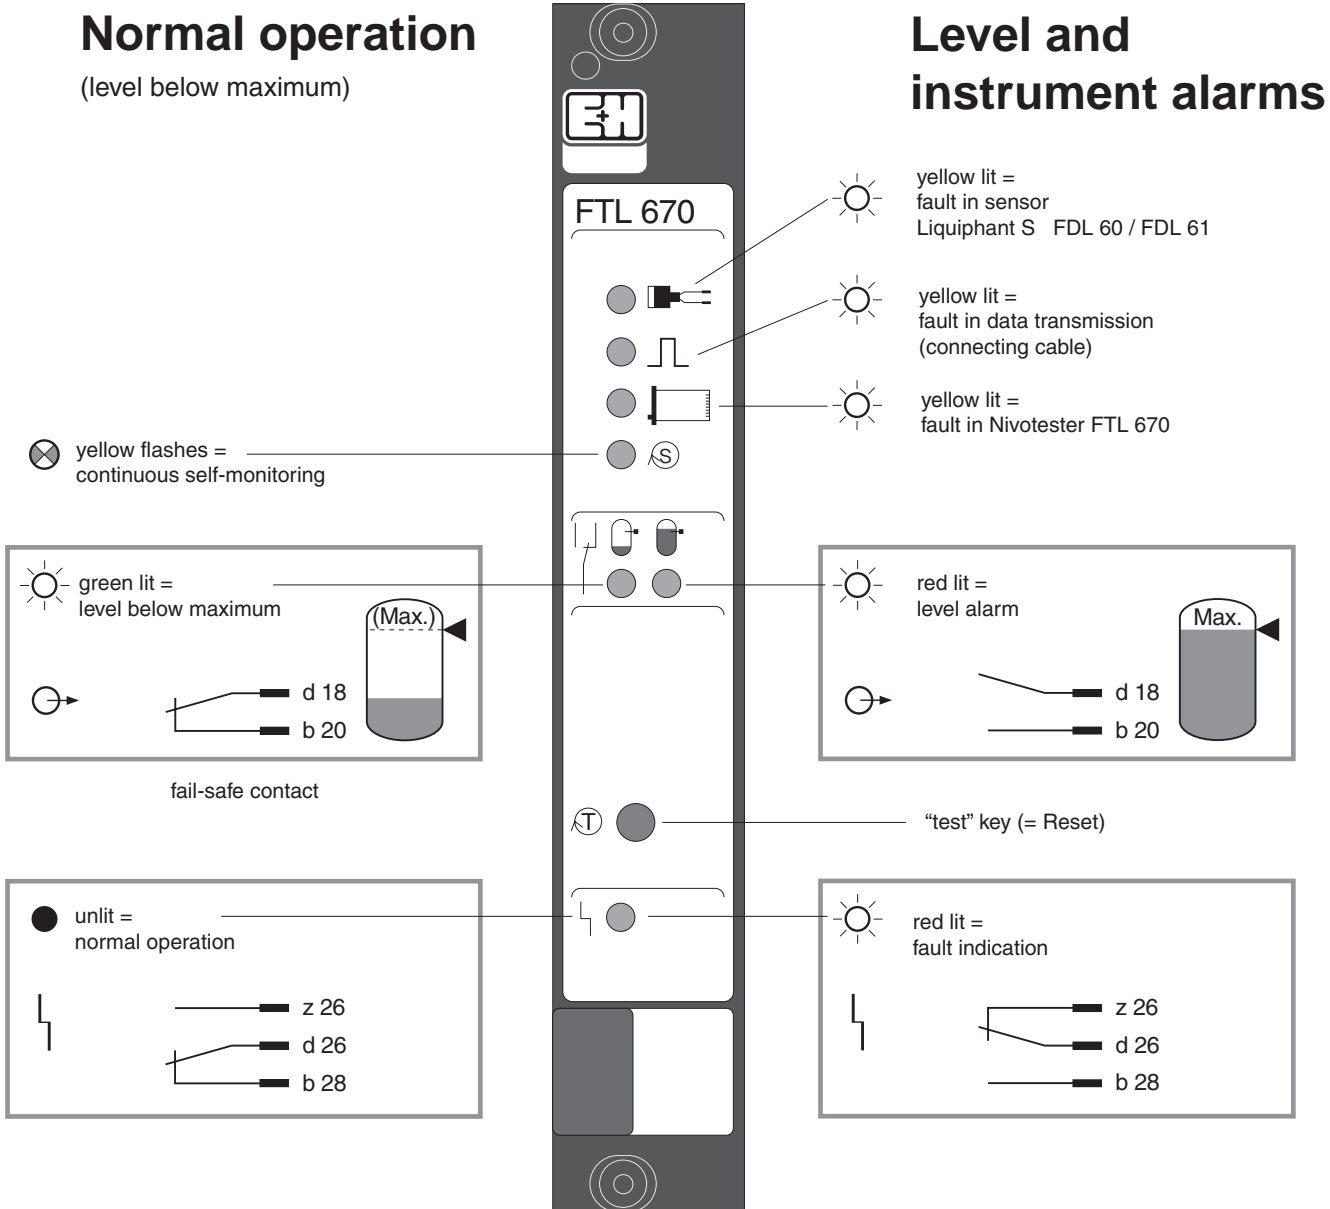 Normal operation
(level below maximum)
Level and
instrument alarms
FTL 670
yellow lit =
fault in sensor
Liquiphant S FDL 60 / FDL 61
yellow lit =
fault in data transmission
(connecting cable)
yellow lit =
fault in Nivotester FTL 670
yellow flashes =
continuous self-monitoring
S
green lit =
level below maximum
(Max.)
d 18
b 20
fail-safe contact
red lit =
level alarm
Max.
d 18
b 20
T
“test” key (= Reset)
unlit =
normal operation
z 26
d 26
b 28
red lit =
fault indication
z 26
d 26
b 28